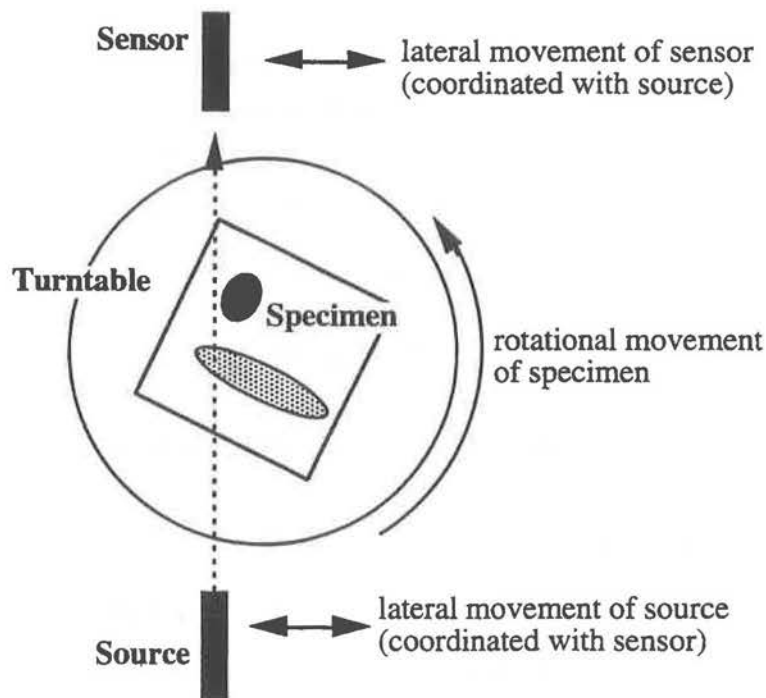 Sensor
lateral movement of sensor
(coordinated with source)
Turntable
Specimen
rotational movement
of specimen
lateral movement of source
(coordinated with sensor)
Source